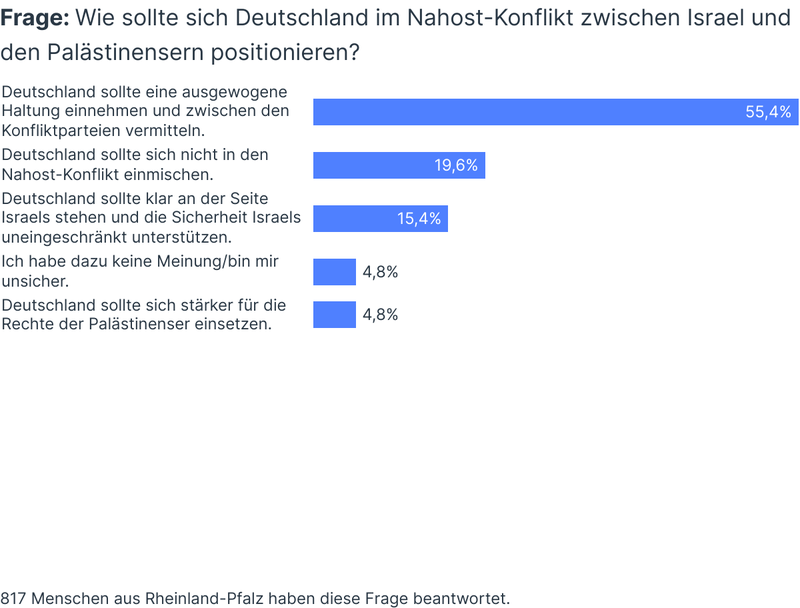 Frage: Wie sollte sich Deutschland im Nahost-Konflikt zwischen Israel und
den Palästinensern positionieren?
Deutschland sollte eine ausgewogene
Haltung einnehmen und zwischen den
Konfliktparteien vermitteln.
55,4%
Deutschland sollte sich nicht in den
Nahost-Konflikt einmischen.
19,6%
Deutschland sollte klar an der Seite
Israels stehen und die Sicherheit Israels
uneingeschränkt unterstützen.
15,4%
Ich habe dazu keine Meinung/bin mir
unsicher.
4,8%
Deutschland sollte sich stärker für die
Rechte der Palästinenser einsetzen.
4,8%
817 Menschen aus Rheinland-Pfalz haben diese Frage beantwortet.